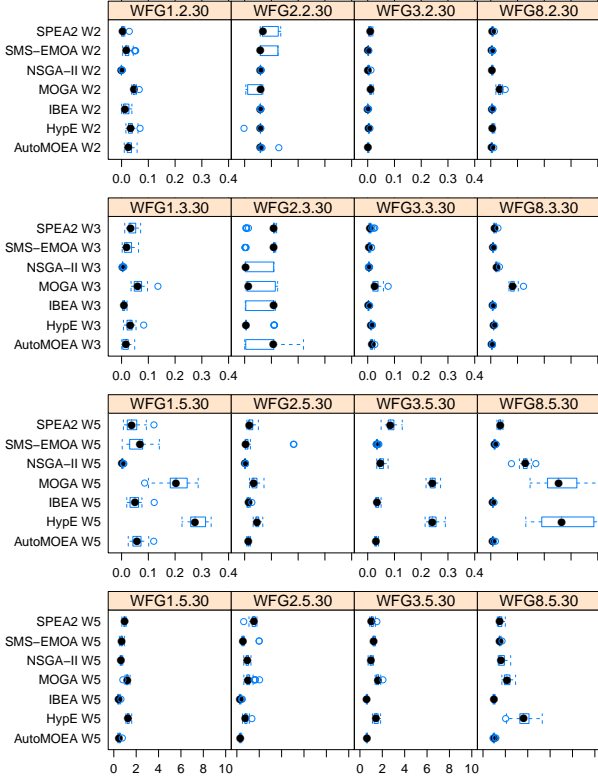 WFG1.2.30 WFG2.2.30 WFG3.2.30 WFG8.2.30
SPEA2 W2
SMS−EMOA W2
NSGA−II W2
MOGA W2
IBEA W2
HypE W2
AutoMOEA W2
0.0 0.1 0.2 0.3 0.4 0.0 0.1 0.2 0.3 0.4
WFG1.3.30 WFG2.3.30 WFG3.3.30 WFG8.3.30
SPEA2 W3
SMS−EMOA W3
NSGA−II W3
MOGA W3
IBEA W3
HypE W3
AutoMOEA W3
0.0 0.1 0.2 0.3 0.4 0.0 0.1 0.2 0.3 0.4
WFG1.5.30 WFG2.5.30 WFG3.5.30 WFG8.5.30
SPEA2 W5
SMS−EMOA W5
NSGA−II W5
MOGA W5
IBEA W5
HypE W5
AutoMOEA W5
0.0 0.1 0.2 0.3 0.4 0.0 0.1 0.2 0.3 0.4
WFG1.5.30 WFG2.5.30 WFG3.5.30 WFG8.5.30
SPEA2 W5
SMS−EMOA W5
NSGA−II W5
MOGA W5
IBEA W5
HypE W5
AutoMOEA W5
0 2 4 6 8 10 0 2 4 6 8 10